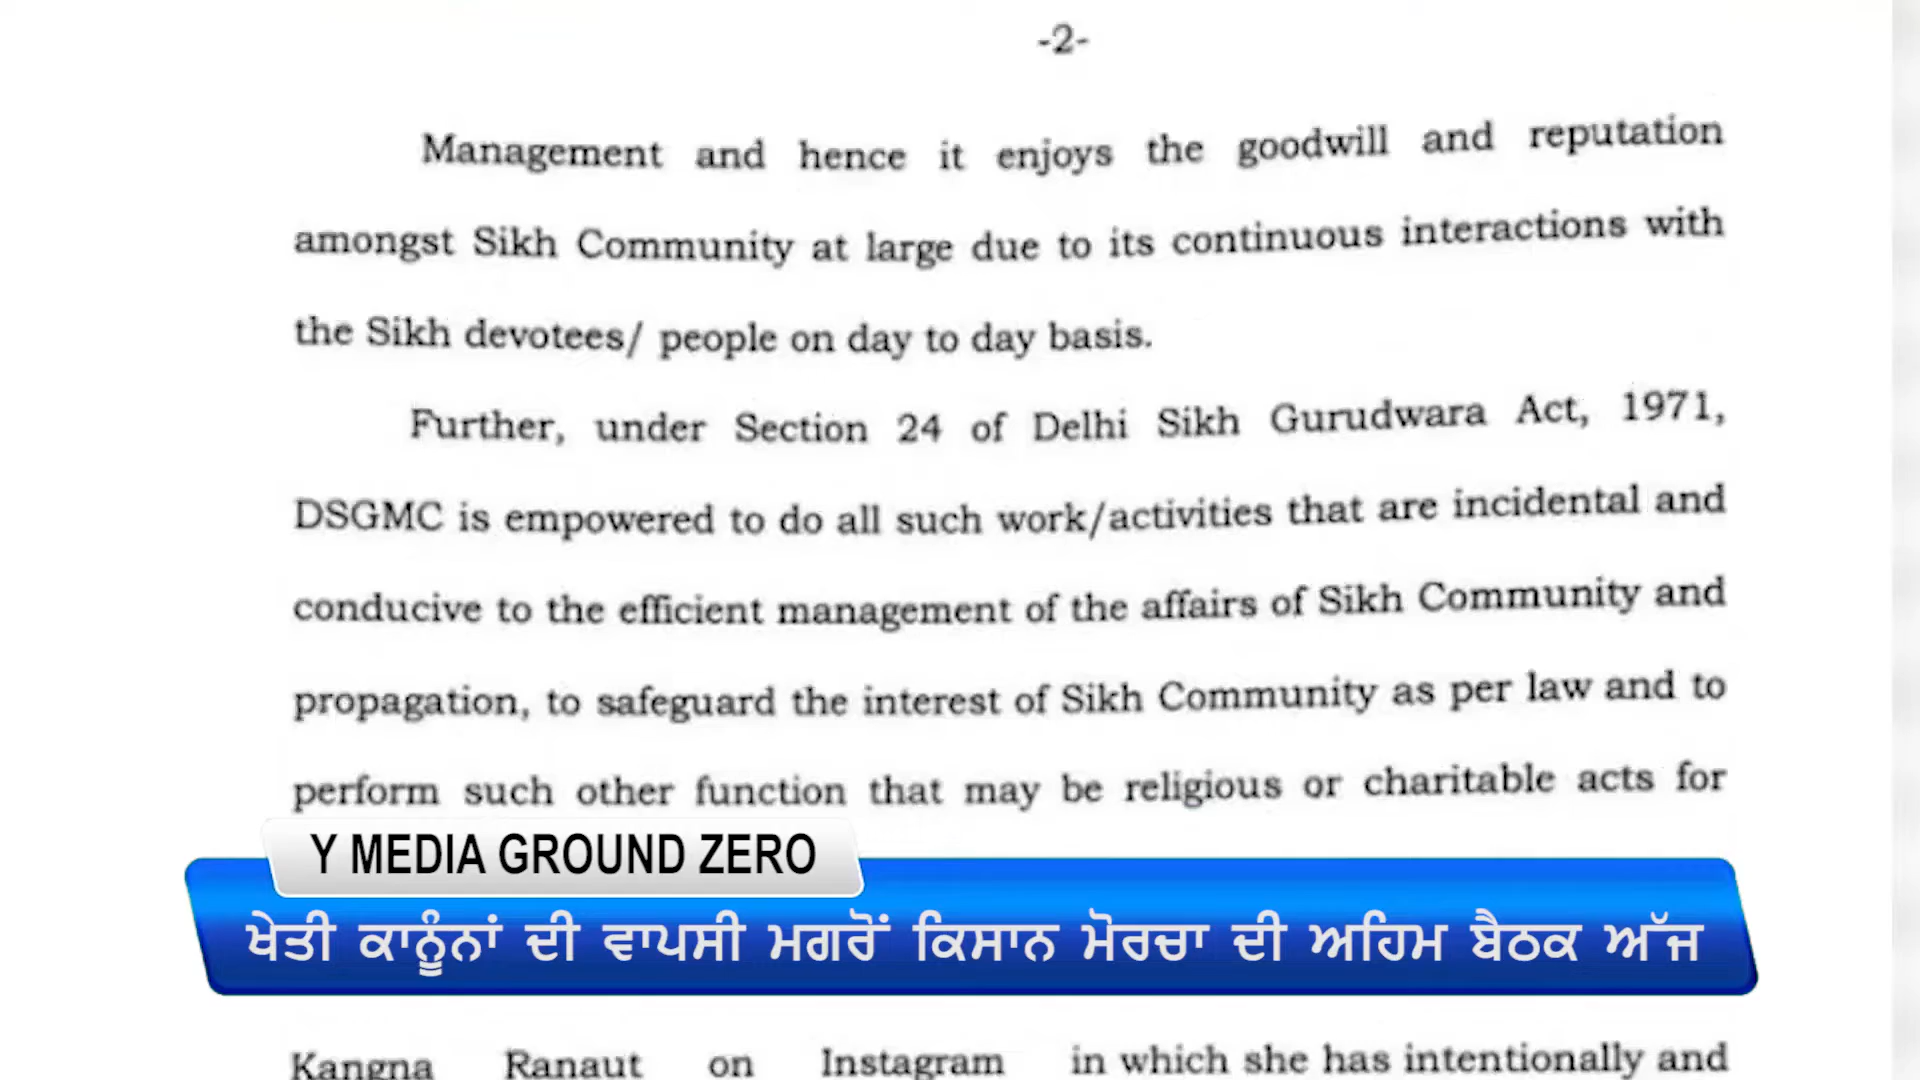 -2-
Management and hence it enjoys the goodwill and reputation
amongst Sikh Community at large due to its continuous interactions with
the Sikh devotees/ people on day to day basis.
Further, under Section 24 of Delhi Sikh Gurudwara Act, 1971,
DSGMC is empowered to do all such work/activities that are incidental and
conducive to the efficient management of the affairs of Sikh Community and
propagation, to safeguard the interest of Sikh Community as per law and to
perform such other function that may be religious or charitable acts for
Y MEDIA GROUND ZERO
ਖੇਤੀ ਕਾਨੂੰਨਾਂ ਦੀ ਵਾਪਸੀ ਮਗਰੋਂ ਕਿਸਾਨ ਮੋਰਚਾ ਦੀ ਅਹਿਮ ਬੈਠਕ ਅੱਜ
Kangna Ranaut on Instagram in which she has intentionally and